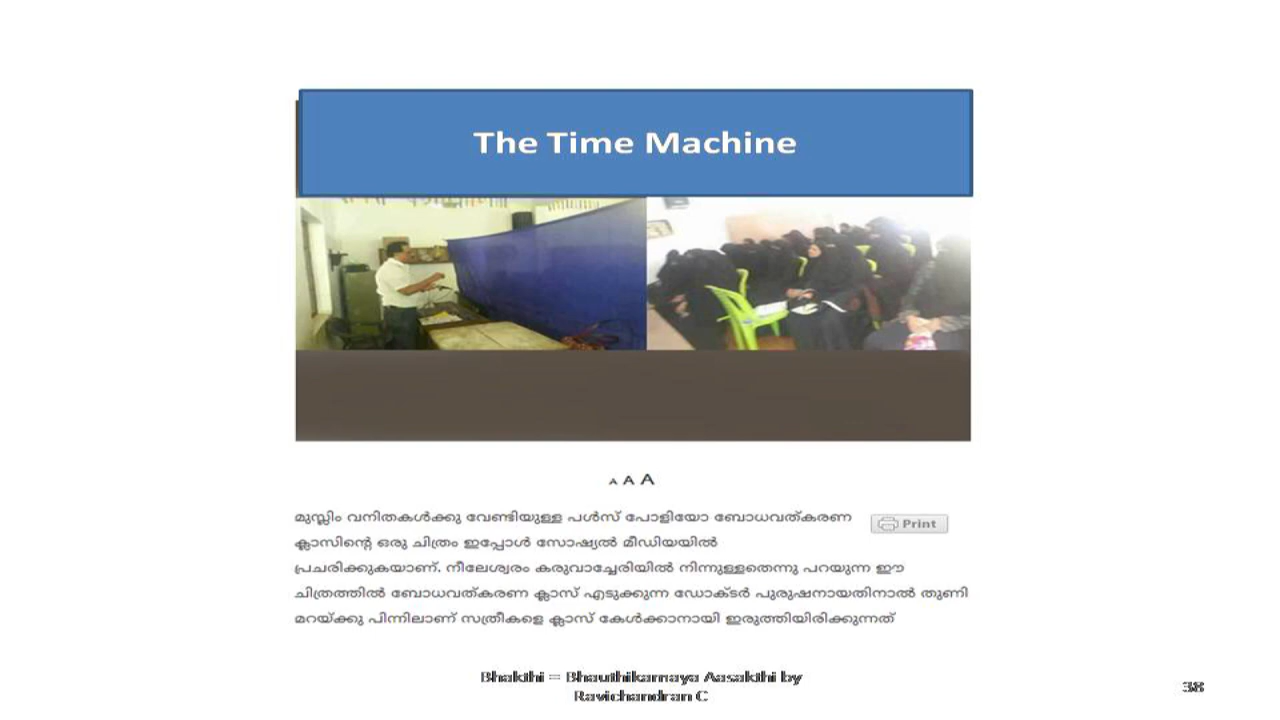 The Time Machine
A A A
മുസ്ലിം വനിതകൾക്കു വേണ്ടിയുള്ള പൾസ് പോളിയോ ബോധവത്കരണ
Print
ക്ലാസിന്റെ ഒരു ചിത്രം ഇപ്പോൾ സോഷ്യൽ മീഡിയയിൽ
പ്രചരിക്കുകയാണ്. നീലേശ്വരം കരുവാച്ചേരിയിൽ നിന്നുള്ളതെന്നു പറയുന്ന ഈ
ചിത്രത്തിൽ ബോധവത്കരണ ക്ലാസ് എടുക്കുന്ന ഡോക്ടർ പുരുഷനായതിനാൽ തുണി
മറയ്ക്കു പിന്നിലാണ് സത്രീകളെ ക്ലാസ് കേൾക്കാനായി ഇരുത്തിയിരിക്കുന്നത്
Bhakthi = Bhauthikamaya Aasakthi by
Ravichandran C
38